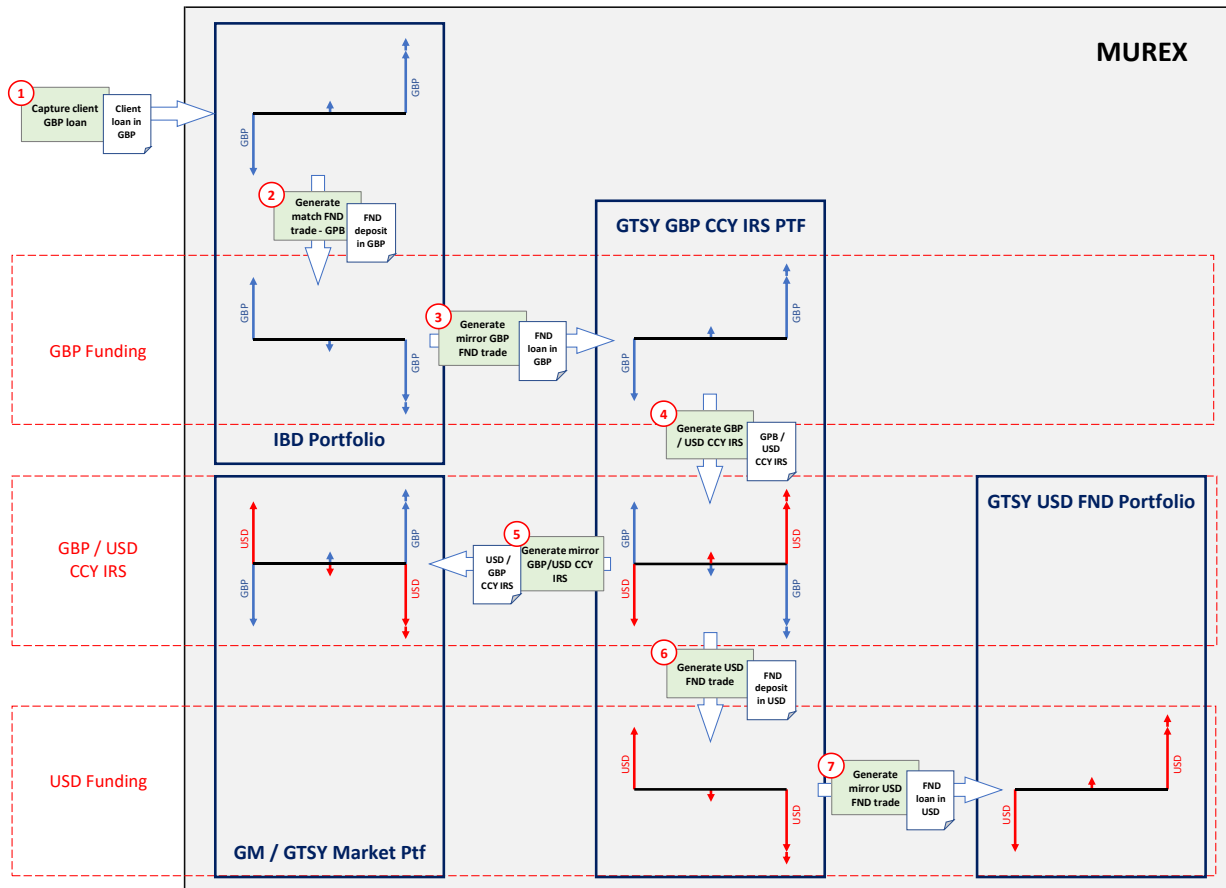 MUREX
1
Capture client
GBP loan
Client
loan in
GBP
GBP
GBP
2
Generate
match FND
trade - GPB
FND
deposit
in GBP
GTSY GBP CCY IRS PTF
GBP Funding
GBP
GBP
3
Generate
mirror GBP
FND trade
FND
loan in
GBP
GBP
GBP
IBD Portfolio
4
Generate GBP
/ USD CCY IRS
GPB /
USD
CCY IRS
GTSY USD FND Portfolio
GBP / USD
CCY IRS
USD
GBP
GBP
USD
5
Generate mirror
GBP/USD CCY
IRS
USD /
GBP
CCY IRS
GBP
USD
USD
GBP
6
Generate USD
FND trade
FND
deposit
in USD
USD Funding
USD
USD
7
Generate
mirror USD
FND trade
FND
loan in
USD
USD
USD
GM / GTSY Market Ptf